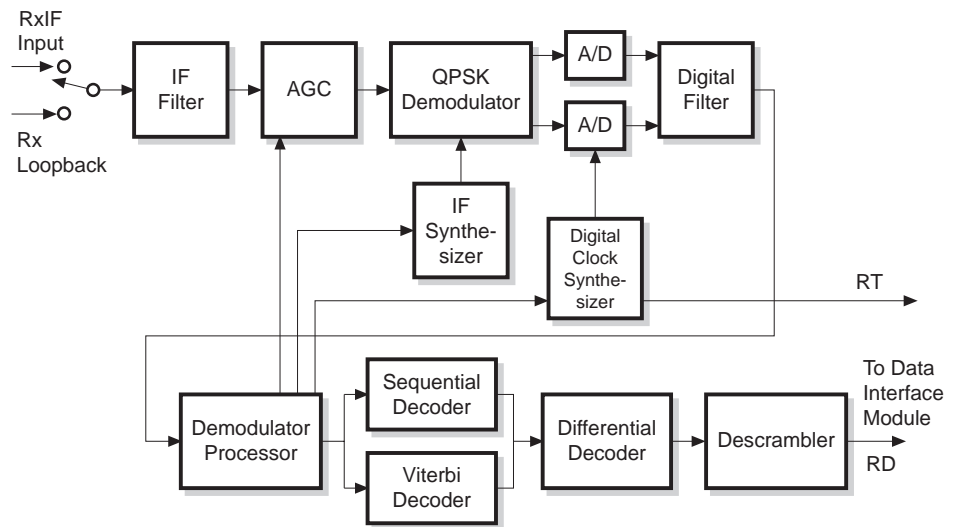 RxIF
Input
Rx
Loopback
IF
Filter
AGC
QPSK
Demodulator
A/D
A/D
Digital
Filter
IF
Synthe-
sizer
Digital
Clock
Synthe-
sizer
RT
Demodulator
Processor
Sequential
Decoder
Viterbi
Decoder
Differential
Decoder
Descrambler
To Data
Interface
Module
RD